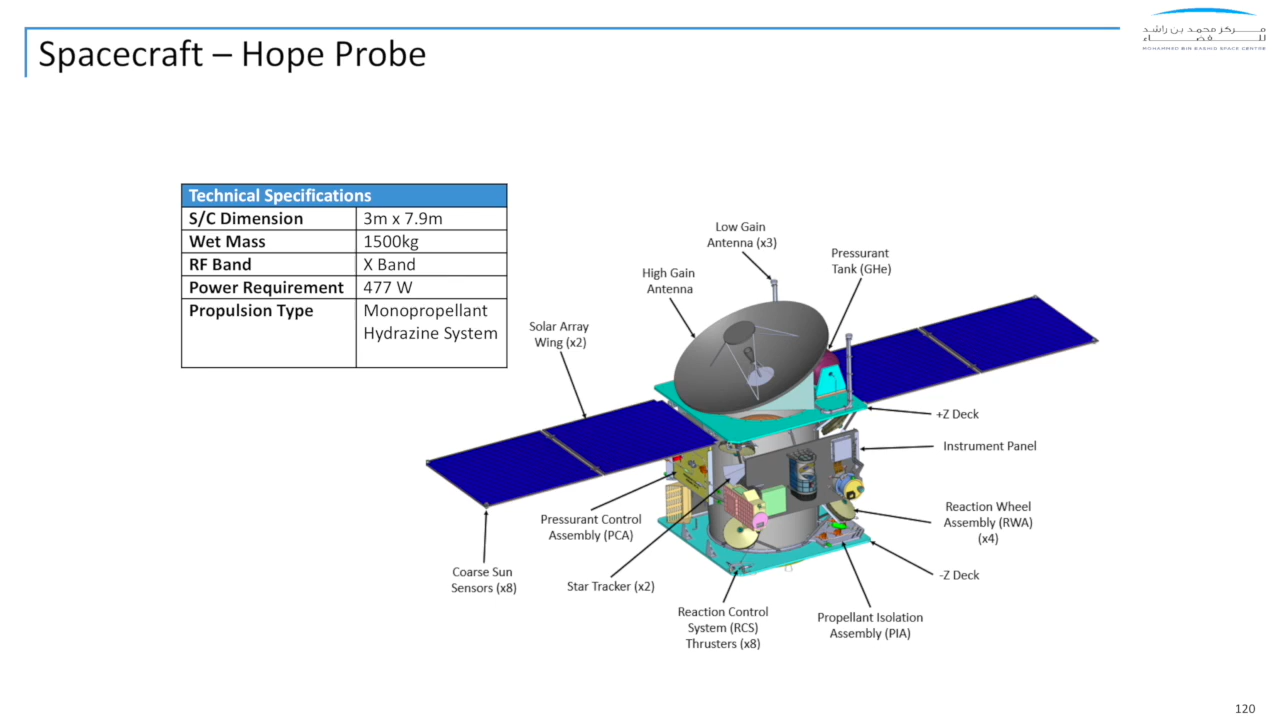 مـــركز محمد بن راشد
للـــفضـــاء
MOHAMMED BIN RASHID SPACE CENTRE
Spacecraft – Hope Probe
Technical Specifications
S/C Dimension 3m x 7.9m
Wet Mass 1500kg
RF Band X Band
Power Requirement 477 W
Propulsion Type Monopropellant
Hydrazine System
Low Gain
Antenna (x3)
Pressurant
Tank (GHe)
High Gain
Antenna
Solar Array
Wing (x2)
+Z Deck
Instrument Panel
Reaction Wheel
Assembly (RWA)
(x4)
Pressurant Control
Assembly (PCA)
-Z Deck
Coarse Sun
Sensors (x8)
Star Tracker (x2)
Reaction Control
System (RCS)
Thrusters (x8)
Propellant Isolation
Assembly (PIA)
120